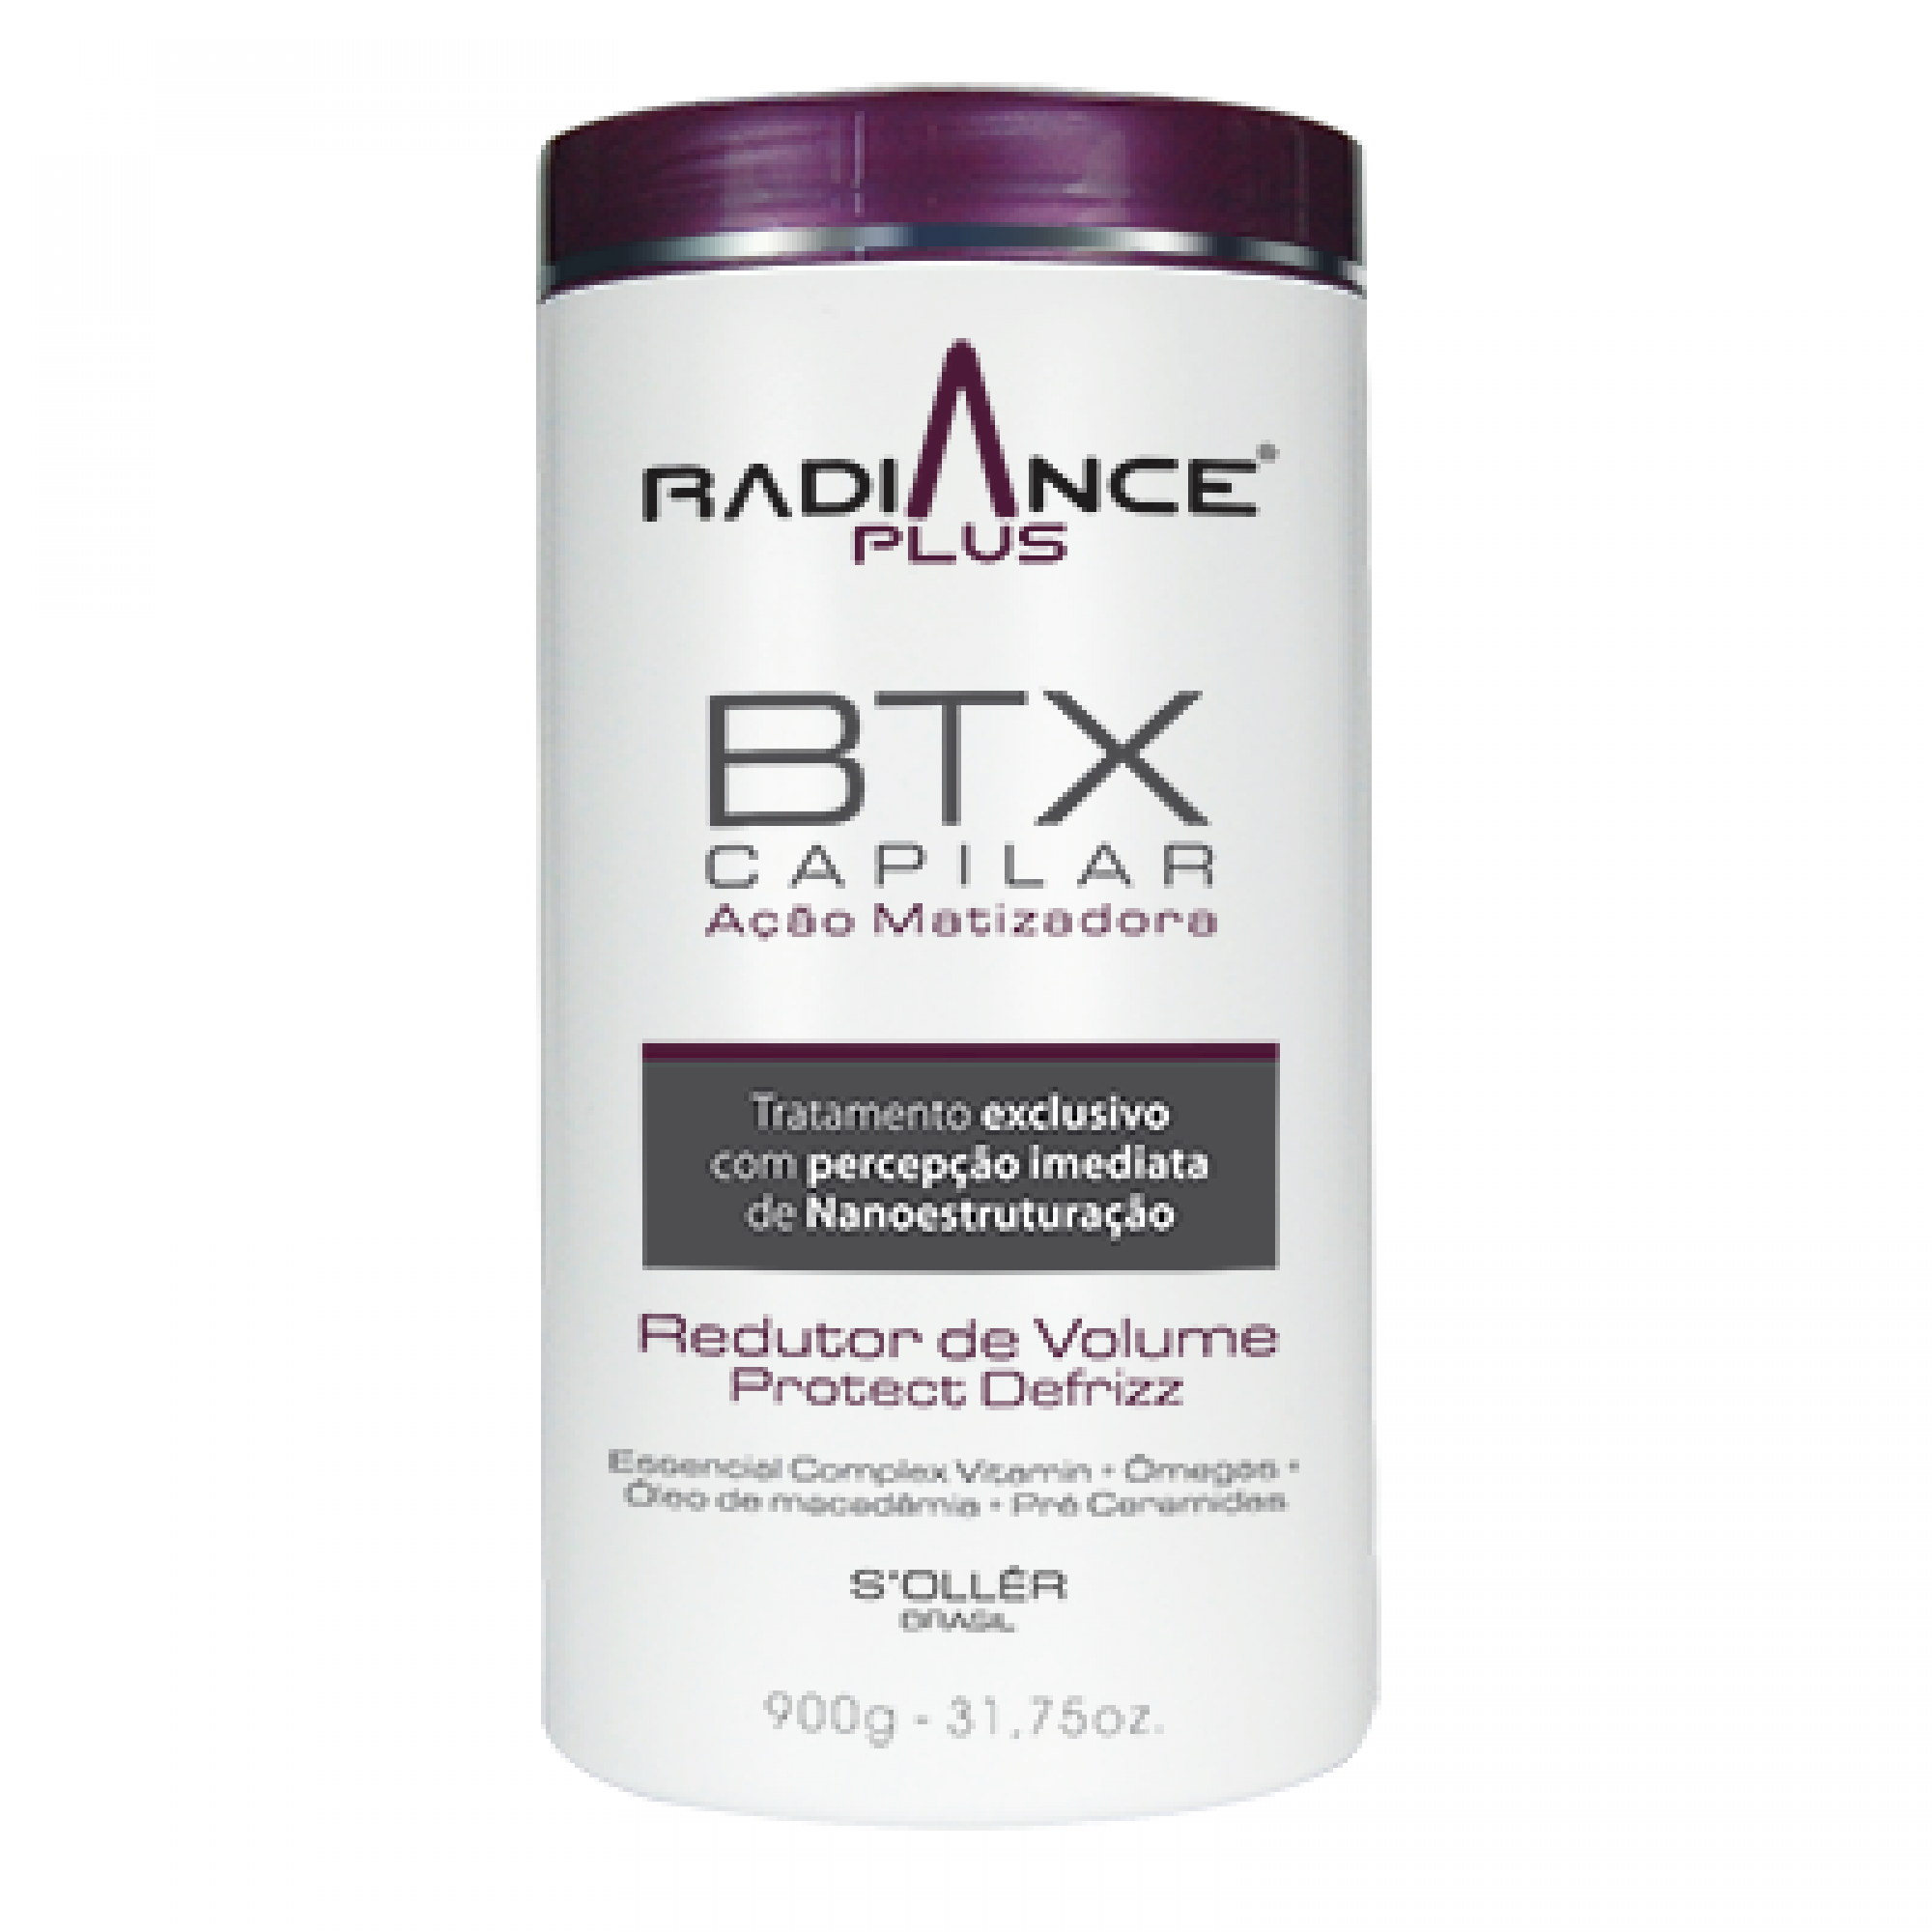 RADIANCE®
PLUS
BTX
CAPILAR
Ação Matizadora
Tratamento exclusivo
com percepção imediata
de Nanoestruturação
Redutor de Volume
Protect Defrizz
Essencial Complex Vitamin • Ômegas •
Óleo de macadâmia • Pró Ceramidas
S'OLLÉR
BRASIL
900g - 31,75oz.